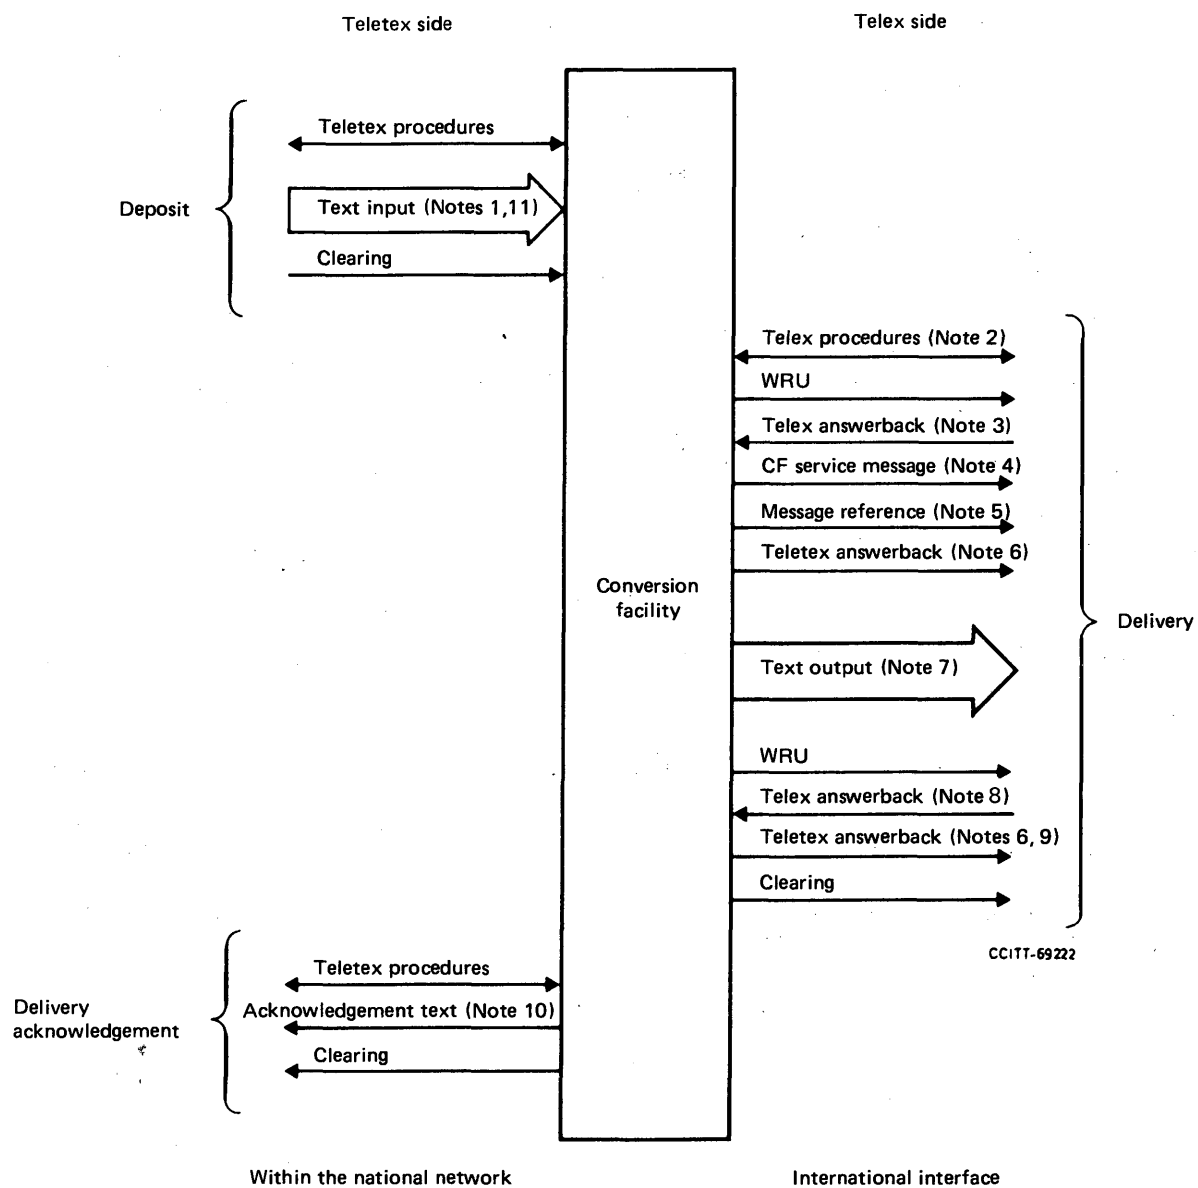 Teletex side
Telex side
Teletex procedures
Text input (Notes 1,11)
Deposit
Clearing
Telex procedures (Note 2)
WRU
Telex answerback (Note 3)
CF service message (Note 4)
Message reference (Note 5)
Teletex answerback (Note 6)
Conversion
facility
Delivery
Text output (Note 7)
WRU
Telex answerback (Note 8)
Teletex answerback (Notes 6, 9)
Clearing
CCITT-69222
Teletex procedures
Delivery
acknowledgement
Acknowledgement text (Note 10)
Clearing
Within the national network
International interface